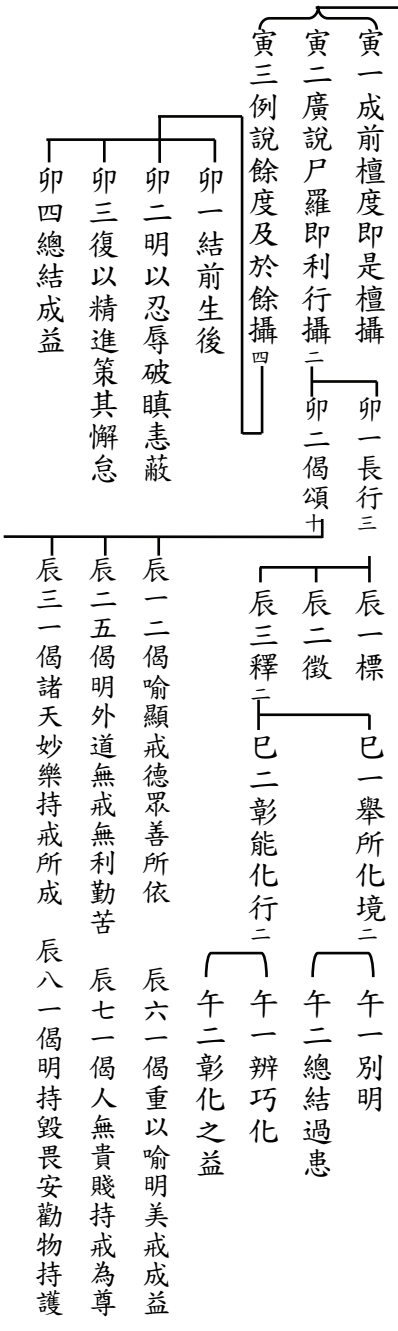 寅一成前檀度即是檀攝
寅二廣說尸羅即利行攝二
寅三例說餘度及於餘攝四
卯一結前生後
卯二明以忍辱破瞋恚蔽
卯三復以精進策其懈怠
卯四總結成益
卯一長行三
卯二偈頌十
辰一標
辰二徵
辰三釋二
巳一舉所化境二
巳二彰能化行二
午一別明
午二總結過患
午一辨巧化
午二彰化之益
辰一二偈喻顯戒德眾善所依
辰二五偈明外道無戒無利勤苦
辰三一偈諸天妙樂持戒所成
辰六一偈重以喻明美戒成益
辰七一偈人無貴賤持戒為尊
辰八一偈明持毀畏安勸物持護